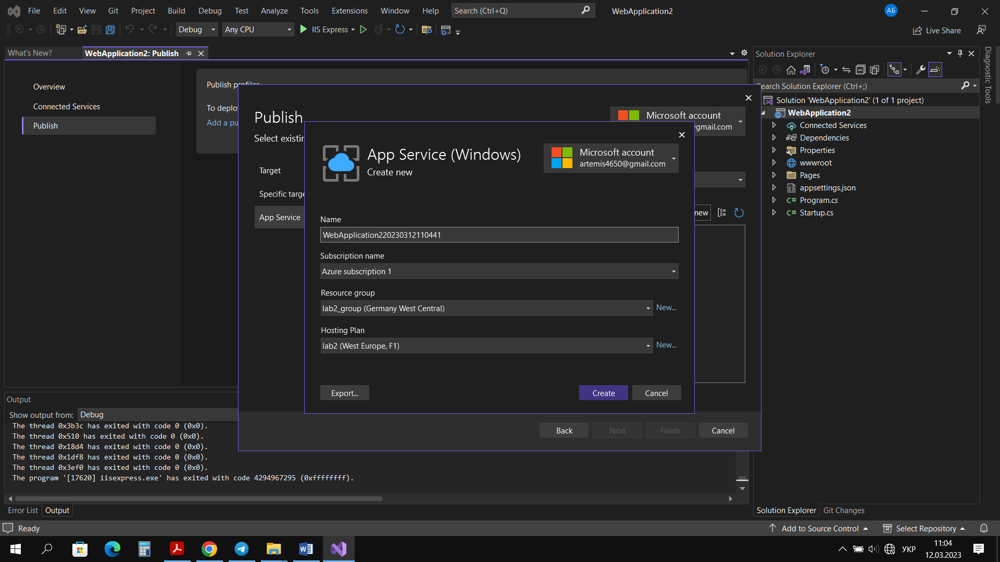 File Edit View Git Project Build Debug Test Analyze Tools Extensions Window Help Search (Ctrl+Q) WebApplication2 АБ
Debug Any CPU IIS Express Live Share
What's New? WebApplication2: Publish
Overview
Connected Services
Publish
Publish profiles
To deploy
Add a pu
Publish
Select existin
Microsoft account
@gmail.com
Target
Specific targe
App Service
new
App Service (Windows)
Create new
Microsoft account
artemis4650@gmail.com
Name
WebApplication220230312110441
Subscription name
Azure subscription 1
Resource group
lab2_group (Germany West Central) New...
Hosting Plan
lab2 (West Europe, F1) New...
Export... Create Cancel
Back Next Finish Cancel
Solution Explorer
Search Solution Explorer (Ctrl+;)
Solution 'WebApplication2' (1 of 1 project)
WebApplication2
Connected Services
Dependencies
Properties
wwwroot
Pages
appsettings.json
C# Program.cs
C# Startup.cs
Diagnostic Tools
Output
Show output from: Debug
The thread 0x3b3c has exited with code 0 (0x0).
The thread 0x510 has exited with code 0 (0x0).
The thread 0x18d4 has exited with code 0 (0x0).
The thread 0x1df8 has exited with code 0 (0x0).
The thread 0x3ef0 has exited with code 0 (0x0).
The program '[17620] iisexpress.exe' has exited with code 4294967295 (0xffffffff).
Error List Output
Solution Explorer Git Changes
Ready Add to Source Control Select Repository
УКР
11:04
12.03.2023